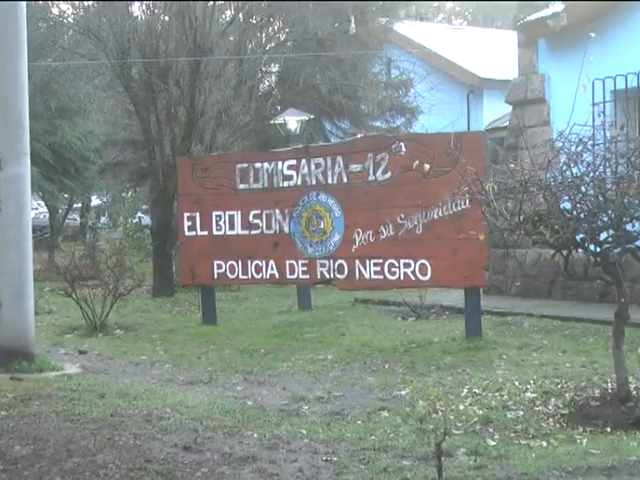 COMISARIA-12
EL BOLSON Por su Seguridad
POLICIA DE RIO NEGRO